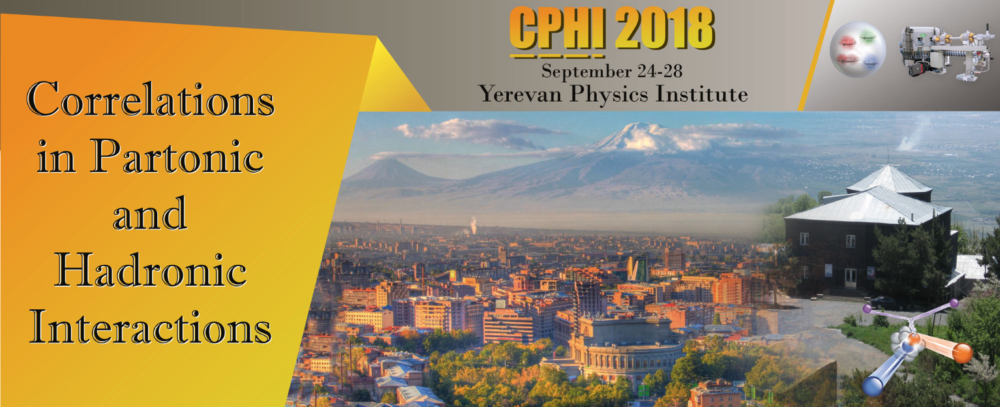 Correlations
in Partonic
and
Hadronic
Interactions
CPHI 2018
September 24-28
Yerevan Physics Institute